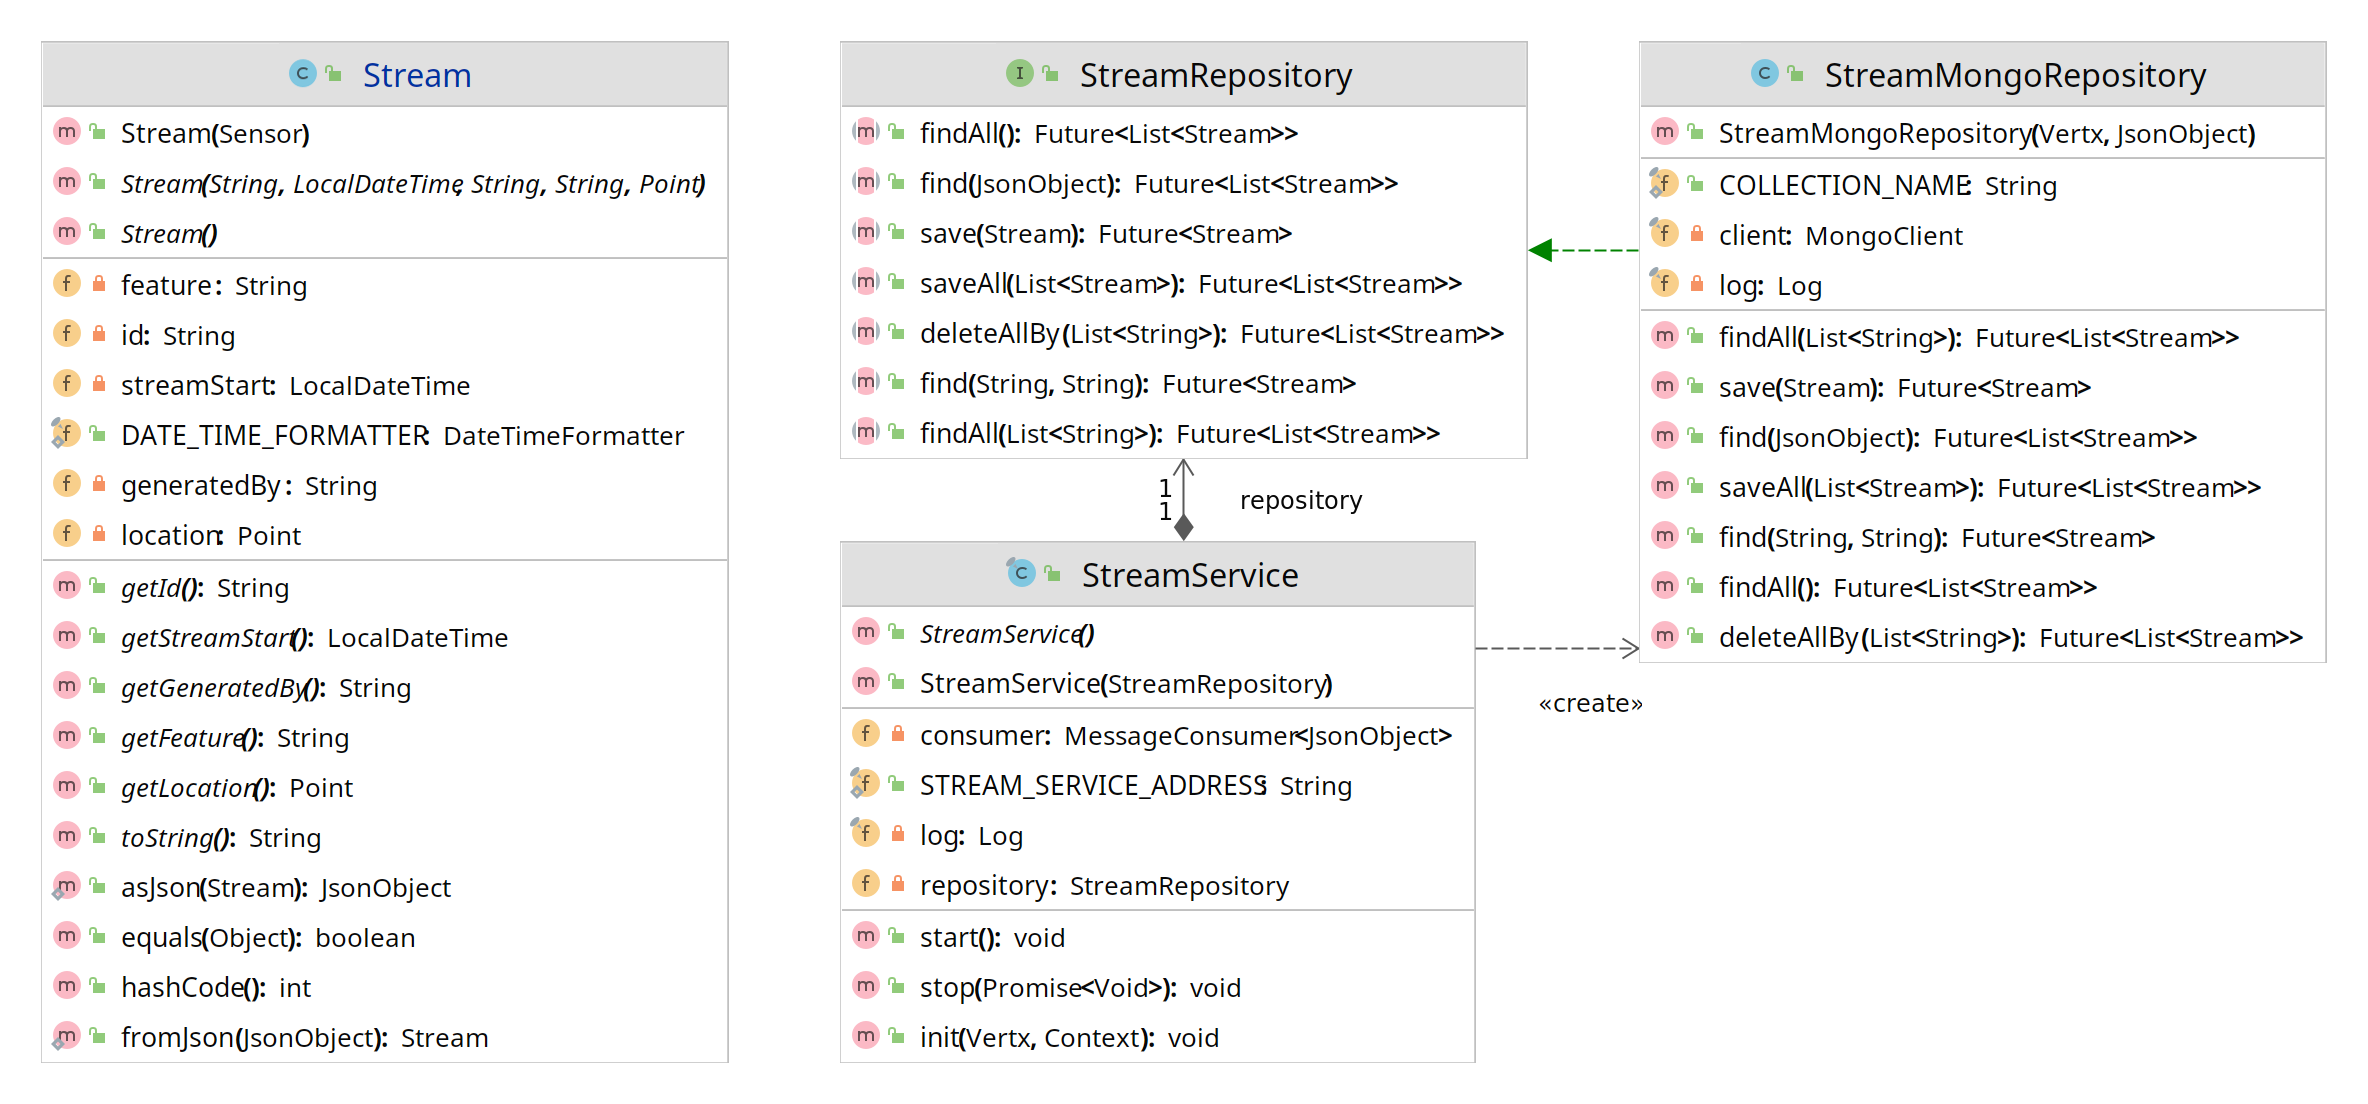 Stream
Stream(Sensor)
Stream(String, LocalDateTime, String, String, Point)
Stream()
feature: String
id: String
streamStart: LocalDateTime
DATE_TIME_FORMATTER: DateTimeFormatter
generatedBy: String
location: Point
getId(): String
getStreamStart(): LocalDateTime
getGeneratedBy(): String
getFeature(): String
getLocation(): Point
toString(): String
asJson(Stream): JsonObject
equals(Object): boolean
hashCode(): int
fromJson(JsonObject): Stream
StreamRepository
findAll(): Future<List<Stream>>
find(JsonObject): Future<List<Stream>>
save(Stream): Future<Stream>
saveAll(List<Stream>): Future<List<Stream>>
deleteAllBy(List<String>): Future<List<Stream>>
find(String, String): Future<Stream>
findAll(List<String>): Future<List<Stream>>
1
1
repository
StreamService
StreamService()
StreamService(StreamRepository)
consumer: MessageConsumer<JsonObject>
STREAM_SERVICE_ADDRESS: String
log: Log
repository: StreamRepository
start(): void
stop(Promise<Void>): void
init(Vertx, Context): void
«create»
StreamMongoRepository
StreamMongoRepository(Vertx, JsonObject)
COLLECTION_NAME: String
client: MongoClient
log: Log
findAll(List<String>): Future<List<Stream>>
save(Stream): Future<Stream>
find(JsonObject): Future<List<Stream>>
saveAll(List<Stream>): Future<List<Stream>>
find(String, String): Future<Stream>
findAll(): Future<List<Stream>>
deleteAllBy(List<String>): Future<List<Stream>>